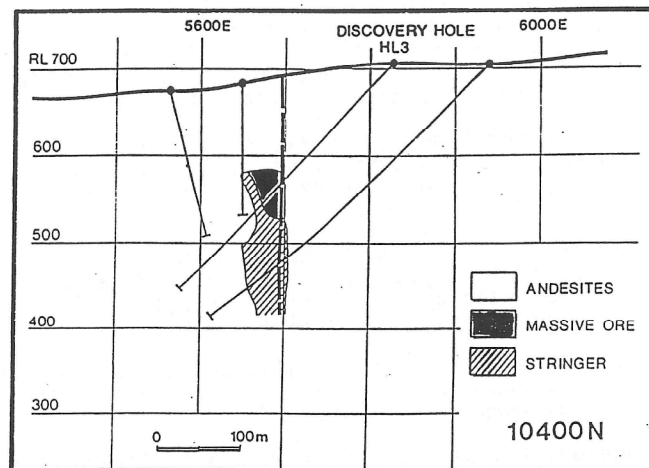 5600E
DISCOVERY HOLE
HL3
6000E
RL 700
600
500
400
300
ANDESITES
MASSIVE ORE
STRINGER
0 100m
10400N